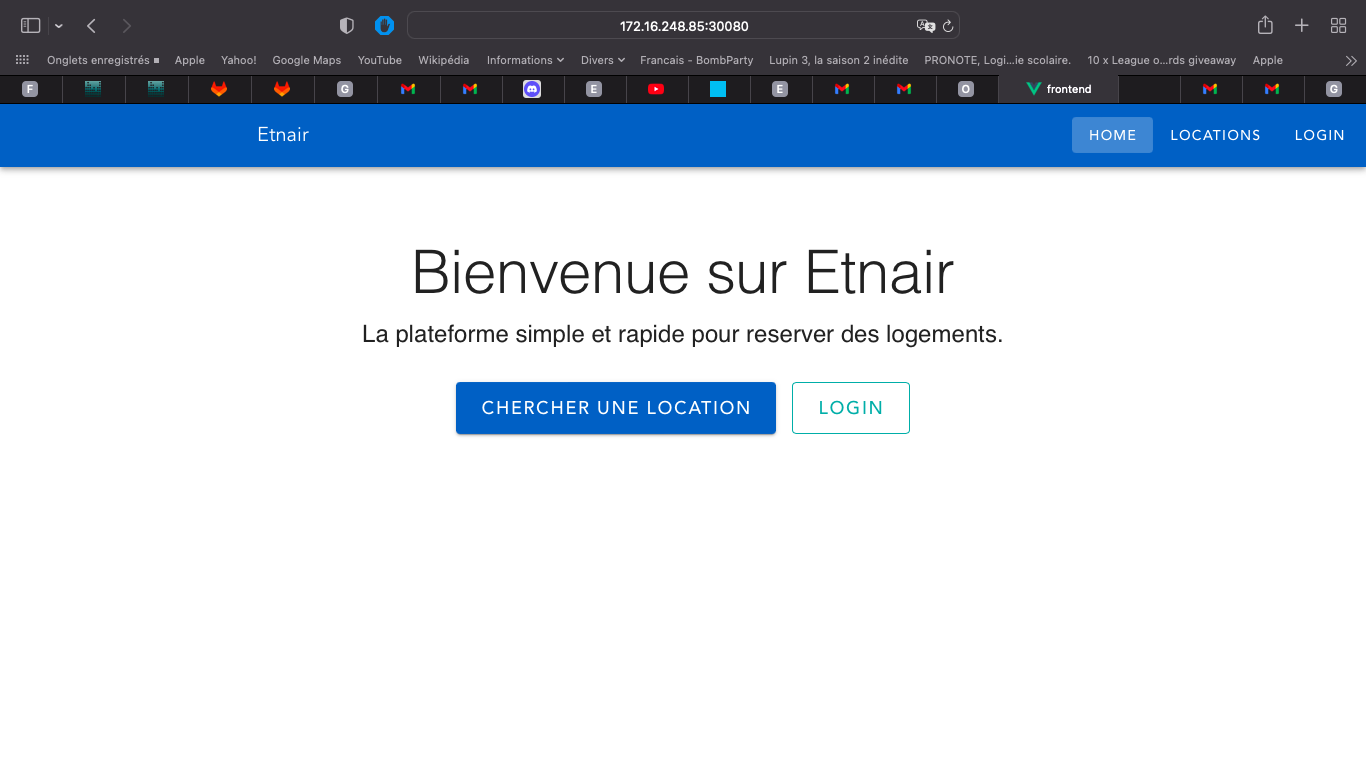 172.16.248.85:30080
Onglets enregistrés Apple Yahoo! Google Maps YouTube Wikipédia Informations Divers Francais - BombParty Lupin 3, la saison 2 inédite PRONOTE, Logi...ie scolaire. 10 x League o...rds giveaway Apple
F G E E O frontend G
Etnair HOME LOCATIONS LOGIN
Bienvenue sur Etnair
La plateforme simple et rapide pour reserver des logements.
CHERCHER UNE LOCATION LOGIN